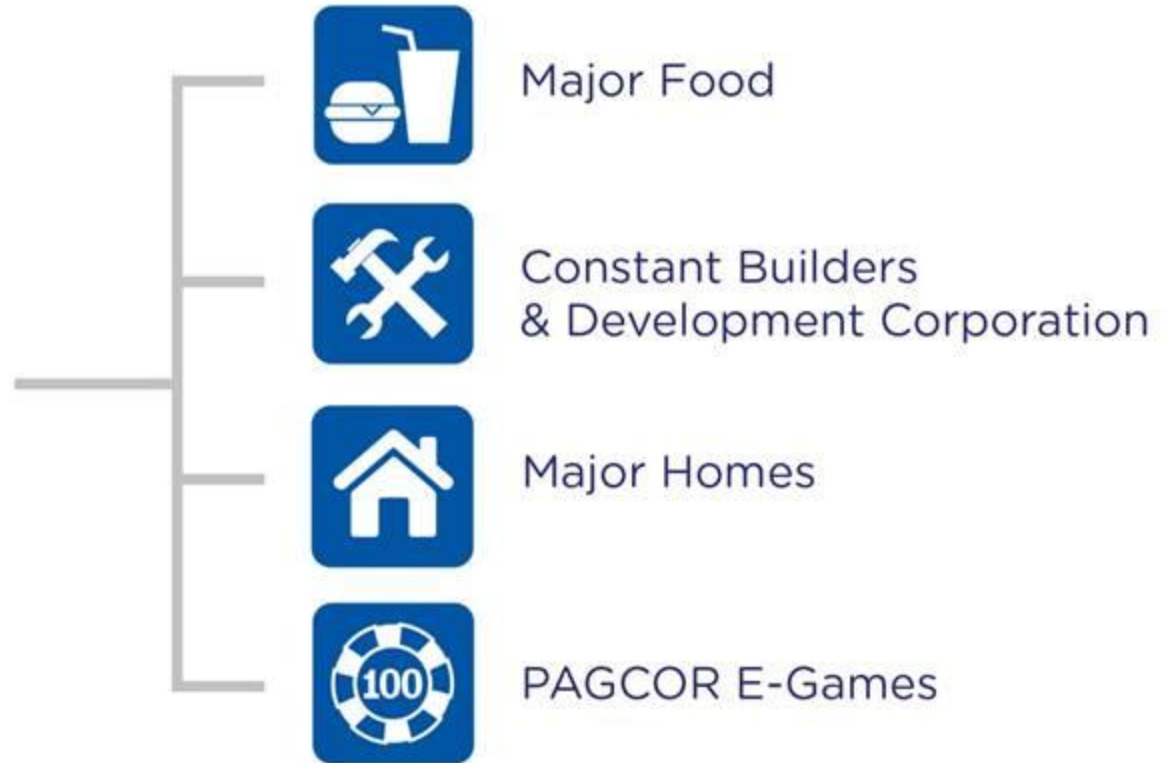 Major Food
Constant Builders
& Development Corporation
Major Homes
100
PAGCOR E-Games